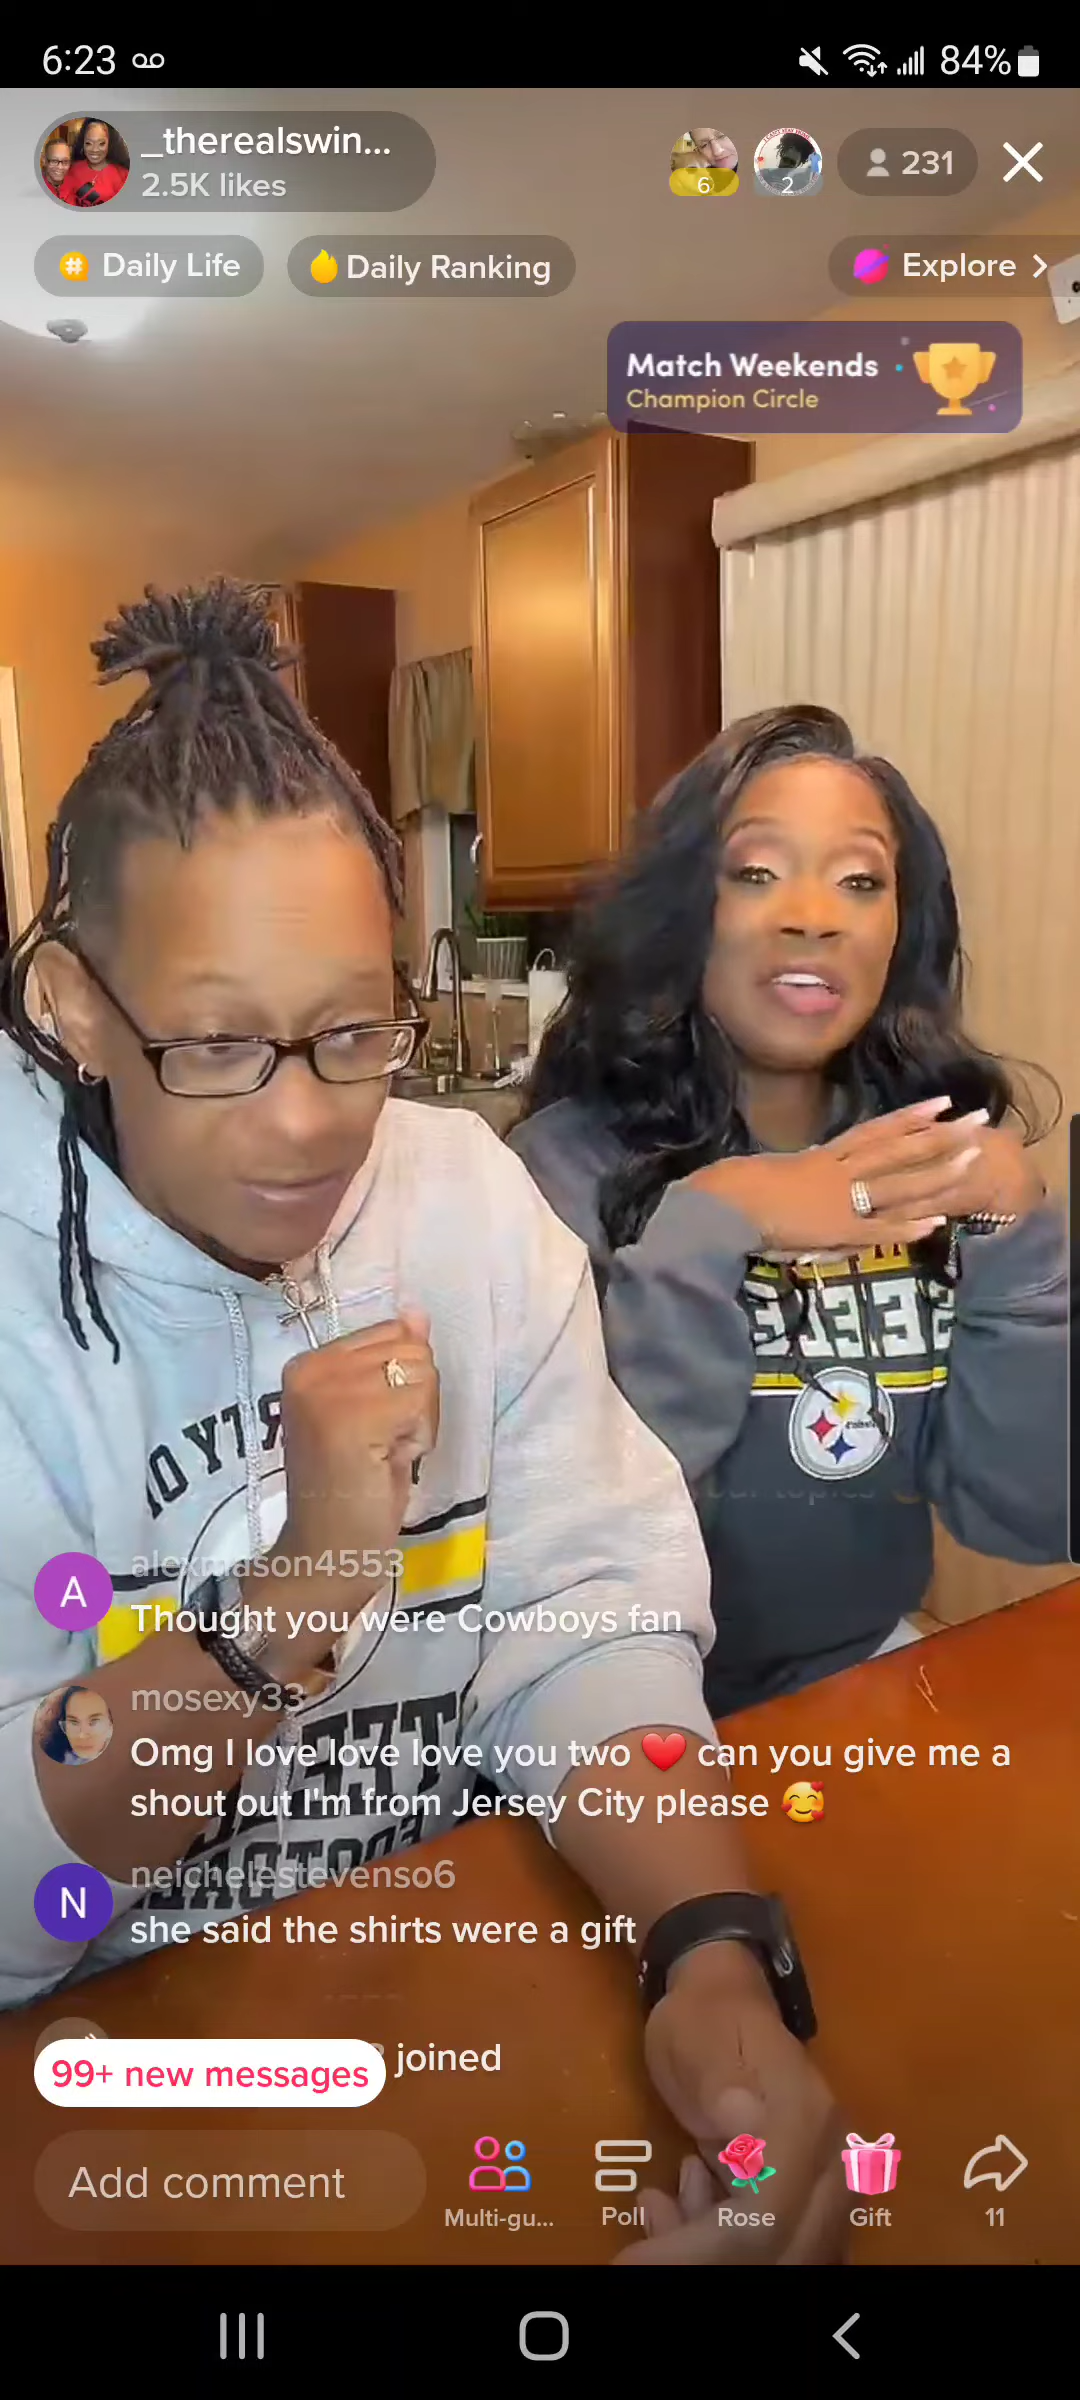 6:23
84%
_therealswin...
2.5K likes
6
2
231
Daily Life
Daily Ranking
Explore >
Match Weekends
Champion Circle
STEELE
alexmason4553
Thought you were Cowboys fan
mosexy33
Omg I love love love you two ❤️ can you give me a
shout out I'm from Jersey City please 🥰
neichelestevenso6
she said the shirts were a gift
joined
99+ new messages
Add comment
Multi-gu...
Poll
Rose
Gift
11